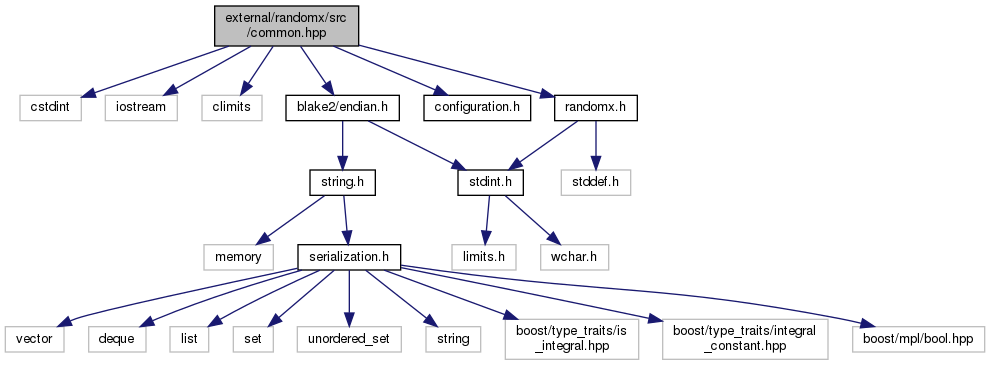 external/randomx/src
/common.hpp
cstdint
iostream
climits
blake2/endian.h
configuration.h
randomx.h
string.h
stdint.h
stddef.h
memory
serialization.h
limits.h
wchar.h
vector
deque
list
set
unordered_set
string
boost/type_traits/is
_integral.hpp
boost/type_traits/integral
_constant.hpp
boost/mpl/bool.hpp